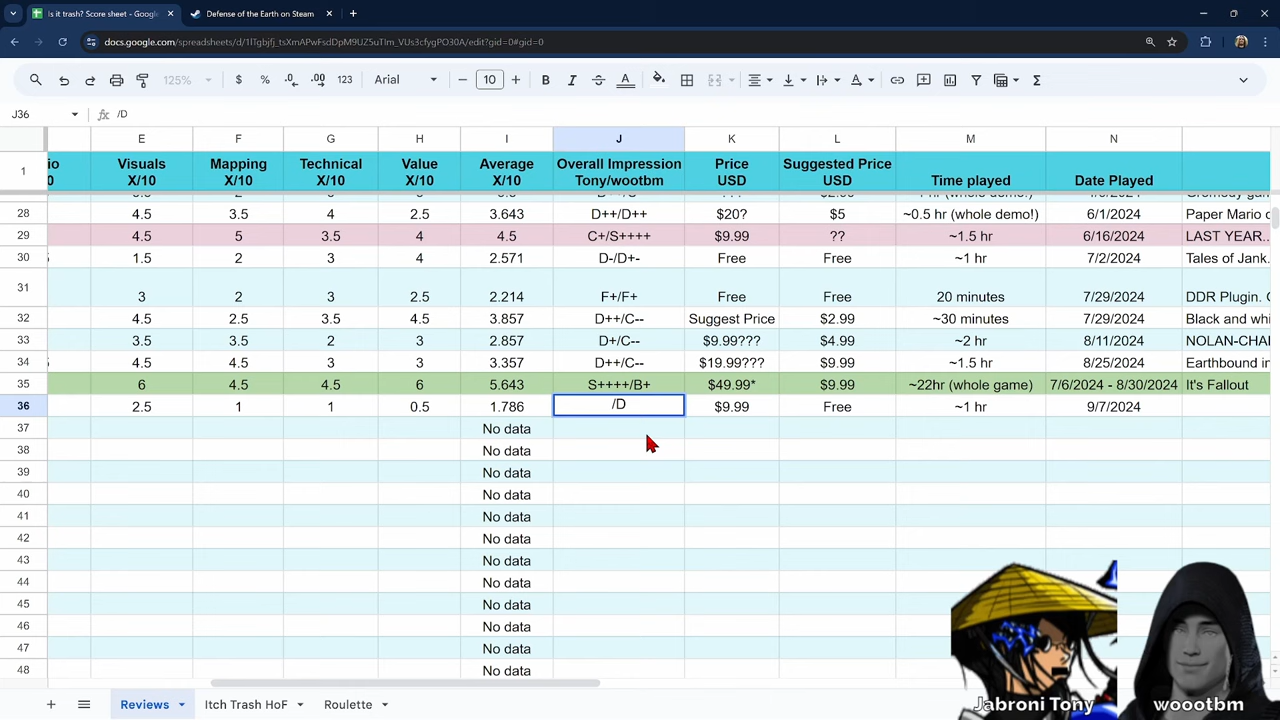 Is it trash? Score sheet - Google
Defense of the Earth on Steam
docs.google.com/spreadsheets/d/
/edit?gid=0#gid=0
125%
$ % .0 .00 123 Arial 10
J36 fx /D
E F G H I J K L M N
1 io Visuals Mapping Technical Value Average Overall Impression Price Suggested Price Time played Date Played
0 X/10 X/10 X/10 X/10 X/10 Tony/wootbm USD USD
28 4.5 3.5 4 2.5 3.643 D++/D++ $20? $5 ~0.5 hr (whole demo!) 6/1/2024 Paper Mario c
29 4.5 5 3.5 4 4.5 C+/S++++ $9.99 ?? ~1.5 hr 6/16/2024 LAST YEAR..
30 1.5 2 3 4 2.571 D-/D+- Free Free ~1 hr 7/2/2024 Tales of Jank.
31 3 2 3 2.5 2.214 F+/F+ Free Free 20 minutes 7/29/2024 DDR Plugin. C
32 4.5 2.5 3.5 4.5 3.857 D++/C-- Suggest Price $2.99 ~30 minutes 7/29/2024 Black and whi
33 3.5 3.5 2 3 2.857 D+/C-- $9.99??? $4.99 ~2 hr 8/11/2024 NOLAN-CHA
34 4.5 4.5 3 3 3.357 D++/C-- $19.99??? $9.99 ~1.5 hr 8/25/2024 Earthbound in
35 6 4.5 4.5 6 5.643 S++++/B+ $49.99* $9.99 ~22hr (whole game) 7/6/2024 - 8/30/2024 It's Fallout
36 2.5 1 1 0.5 1.786 /D $9.99 Free ~1 hr 9/7/2024
37 No data
38 No data
39 No data
40 No data
41 No data
42 No data
43 No data
44 No data
45 No data
46 No data
47 No data
48 No data
Jabroni Tony woootbm
Reviews Itch Trash HoF Roulette